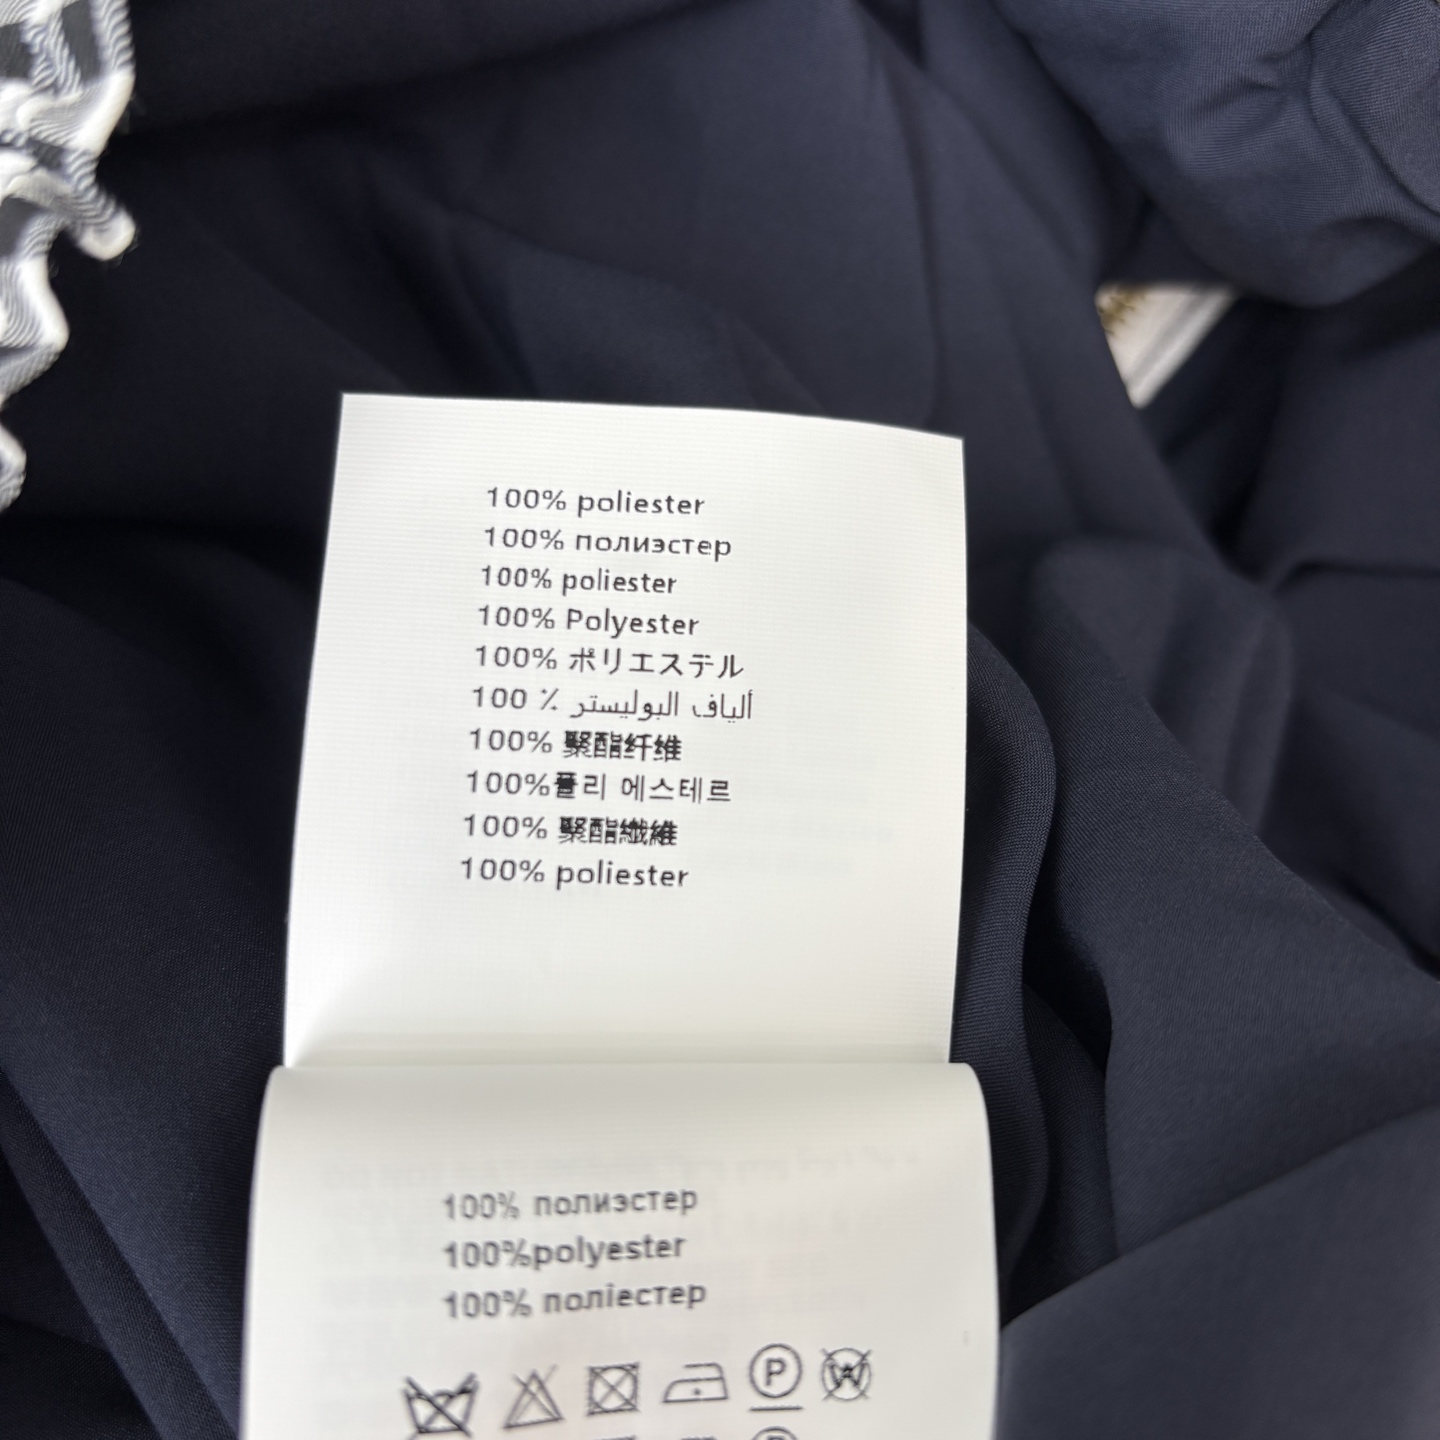 100% poliester
100% полиэстер
100% poliester
100% Polyester
100% ポリエステル
100 ٪ ألياف البوليستر
100% 聚酯纤维
100%폴리 에스테르
100% 聚酯纖維
100% poliester
100% полиэстер
100%polyester
100% поліестер
P
W